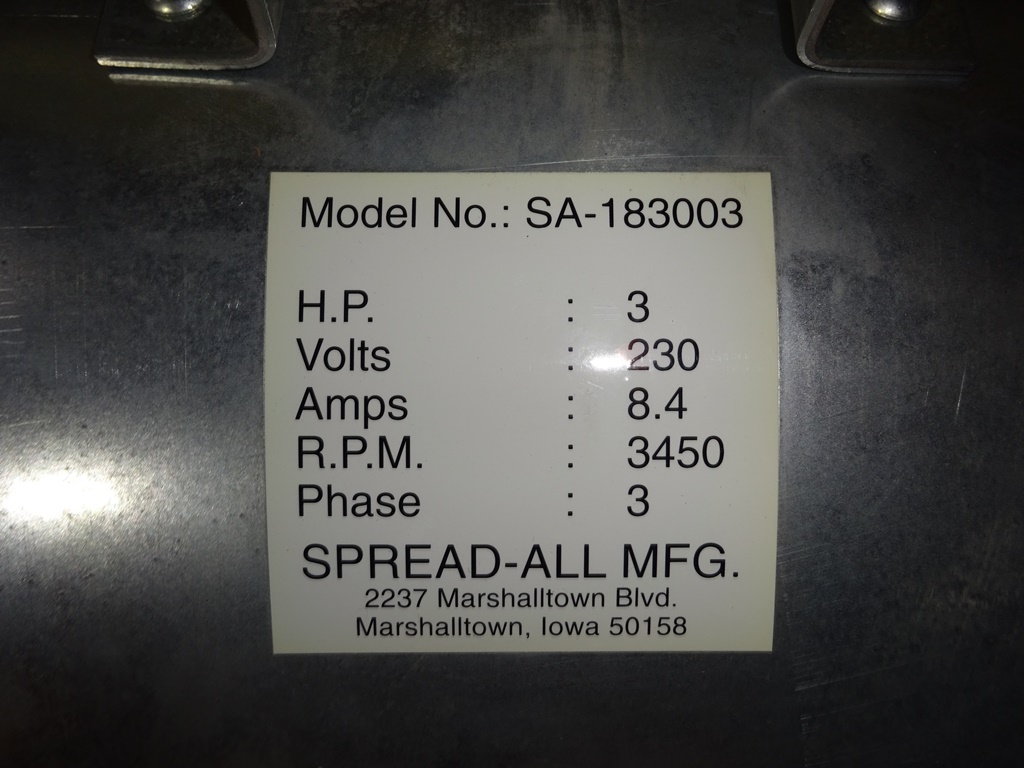 Model No.: SA-183003
H.P. : 3
Volts : 230
Amps : 8.4
R.P.M. : 3450
Phase : 3
SPREAD-ALL MFG.
2237 Marshalltown Blvd.
Marshalltown, Iowa 50158